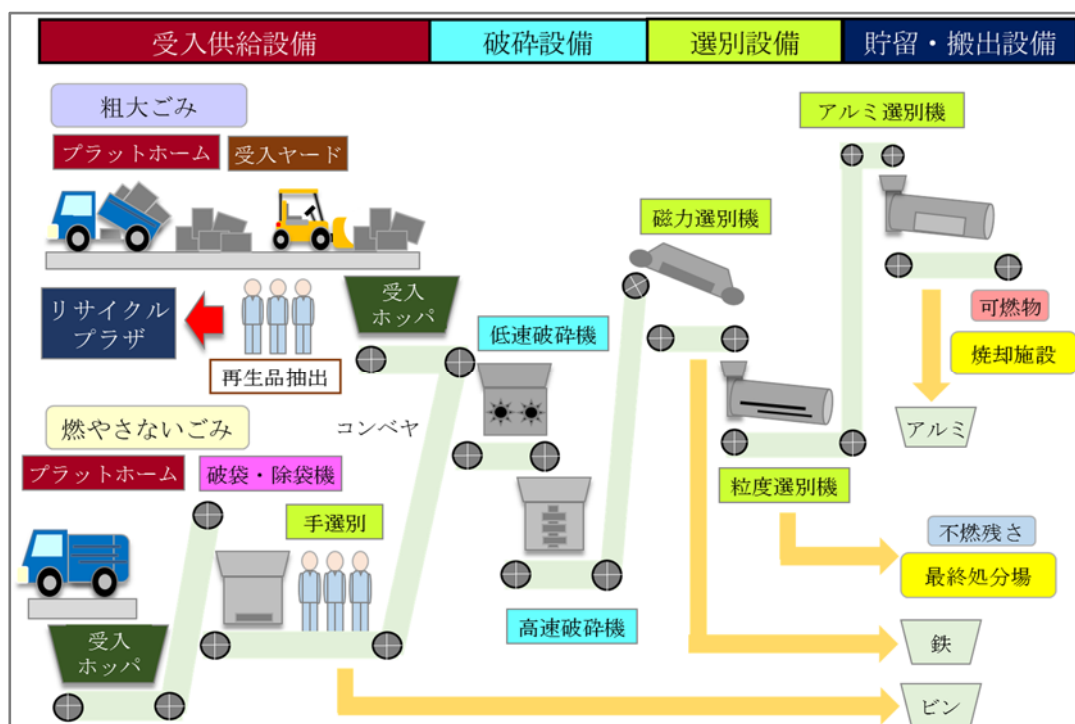 受入供給設備
破砕設備
選別設備
貯留・搬出設備
粗大ごみ
プラットホーム
受入ヤード
アルミ選別機
磁力選別機
リサイクル
プラザ
再生品抽出
受入
ホッパ
低速破砕機
可燃物
焼却施設
アルミ
燃やさないごみ
コンベヤ
プラットホーム
破袋・除袋機
手選別
粒度選別機
不燃残さ
最終処分場
高速破砕機
受入
ホッパ
鉄
ビン